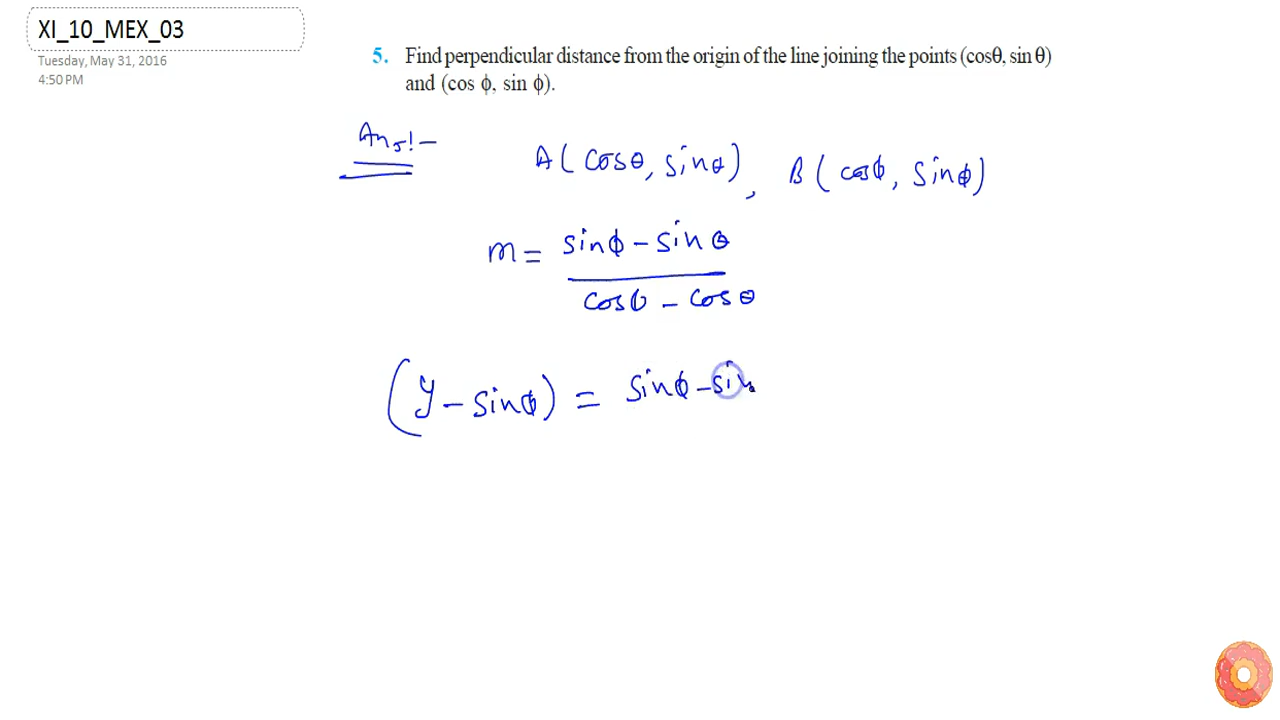 XI_10_MEX_03
Tuesday, May 31, 2016
4:50 PM
5. Find perpendicular distance from the origin of the line joining the points (cosθ, sin θ)
and (cos ϕ, sin ϕ).
Ans!-
A( cosθ, sinθ) , B( cosϕ, sinϕ)
m = sinϕ - sinθ
cosϕ - cosθ
(y - sinϕ) = sinϕ - sin